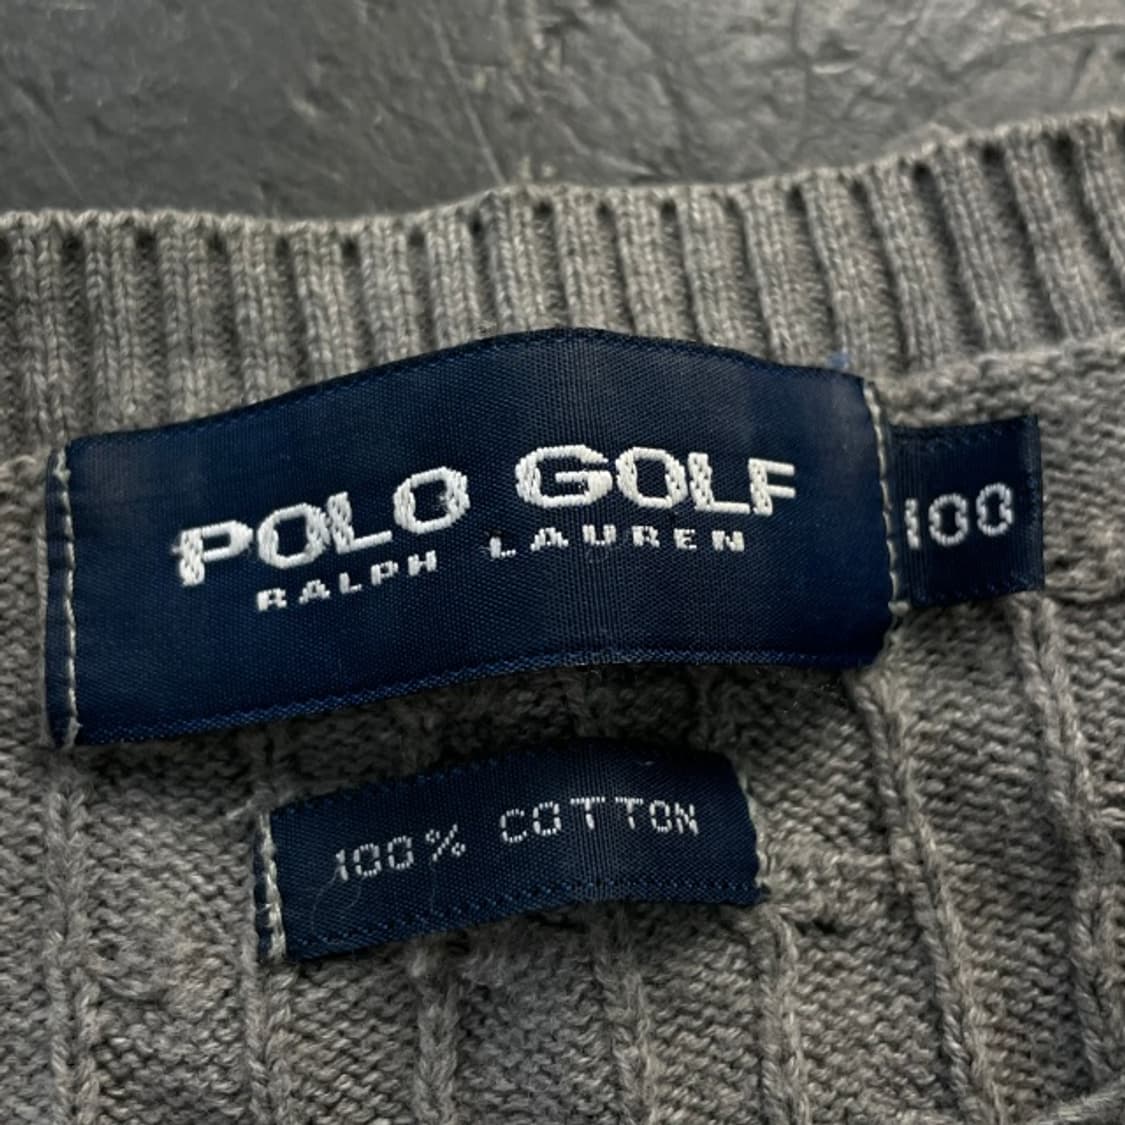 POLO GOLF
RALPH LAUREN
100
100% COTTON